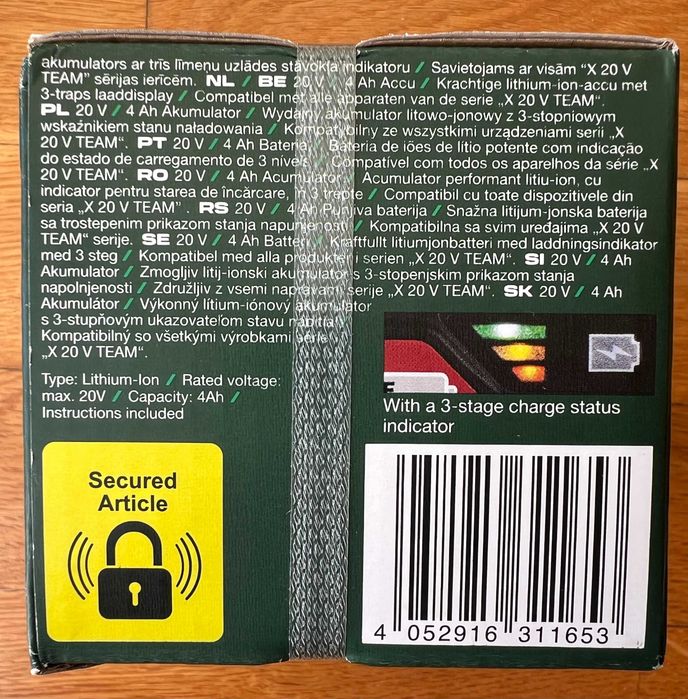 akumulators ar trīs līmeņu uzlādes stāvokļa indikatoru / Savietojams ar visām “X 20 V
TEAM” sērijas ierīcēm. NL / BE 20 V / 4 Ah Accu / Krachtige lithium-ion-accu met
3-traps laaddisplay / Compatibel met alle apparaten van de serie „X 20 V TEAM“.
PL 20 V / 4 Ah Akumulator / Wydajny akumulator litowo-jonowy z 3-stopniowym
wskaźnikiem stanu naładowania / Kompatybilny ze wszystkimi urządzeniami serii „X
20 V TEAM“. PT 20 V / 4 Ah Bateria / Bateria de iões de lítio potente com indicação
do estado de carregamento de 3 níveis / Compatível com todos os aparelhos da série „X
20 V TEAM“. RO 20 V / 4 Ah Acumulator / Acumulator performant litiu-ion, cu
indicator pentru starea de încărcare, în 3 trepte / Compatibil cu toate dispozitivele din
seria „X 20 V TEAM“. RS 20 V / 4 Ah Punjiva baterija / Snažna litijum-jonska baterija
sa trostepenim prikazom stanja napunjenosti / Kompatibilna sa svim uređajima „X 20 V
TEAM“ serije. SE 20 V / 4 Ah Batteri / Kraftfullt litiumjonbatteri med laddningsindikator
med 3 steg / Kompatibel med alla produkter i serien „X 20 V TEAM“. SI 20 V / 4 Ah
Akumulator / Zmogljiv litij-ionski akumulator s 3-stopenjskim prikazom stanja
napolnjenosti / Združljiv z vsemi napravami serije „X 20 V TEAM“. SK 20 V / 4 Ah
Akumulátor / Výkonný lítium-iónový akumulátor
s 3-stupňovým ukazovateľom stavu nabitia /
Kompatibilný so všetkými výrobkami série
„X 20 V TEAM“.
Type: Lithium-Ion / Rated voltage:
max. 20V / Capacity: 4Ah /
Instructions included
With a 3-stage charge status
indicator
Secured
Article
4 052916 311653